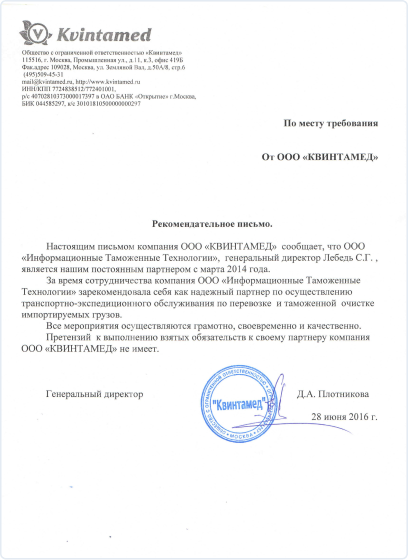 Kvintamed
Общество с ограниченной ответственностью «Квинтамед»
115516, г. Москва, Промышленная ул., д.11, к.3, офис 419Б
Фак.адрес 109028, Москва, ул. Земляной Вал, д.50А/8, стр.6
(495)509-45-31
mail@kvintamed.ru, http://www.kvintamed.ru
ИНН/КПП 7724838512/772401001,
р/с 40702810373000017397 в ОАО БАНК «Открытие» г.Москва,
БИК 044585297, к/с 30101810500000000297
По месту требования
От ООО «КВИНТАМЕД»
Рекомендательное письмо.
Настоящим письмом компания ООО «КВИНТАМЕД» сообщает, что ООО
«Информационные Таможенные Технологии», генеральный директор Лебедь С.Г. ,
является нашим постоянным партнером с марта 2014 года.
За время сотрудничества компания ООО «Информационные Таможенные
Технологии» зарекомендовала себя как надежный партнер по осуществлению
транспортно-экспедиционного обслуживания по перевозке и таможенной очистке
импортируемых грузов.
Все мероприятия осуществляются грамотно, своевременно и качественно.
Претензий к выполнению взятых обязательств к своему партнеру компания
ООО «КВИНТАМЕД» не имеет.
Генеральный директор
"Квинтамед"
МОСКВА
Д.А. Плотникова
28 июня 2016 г.